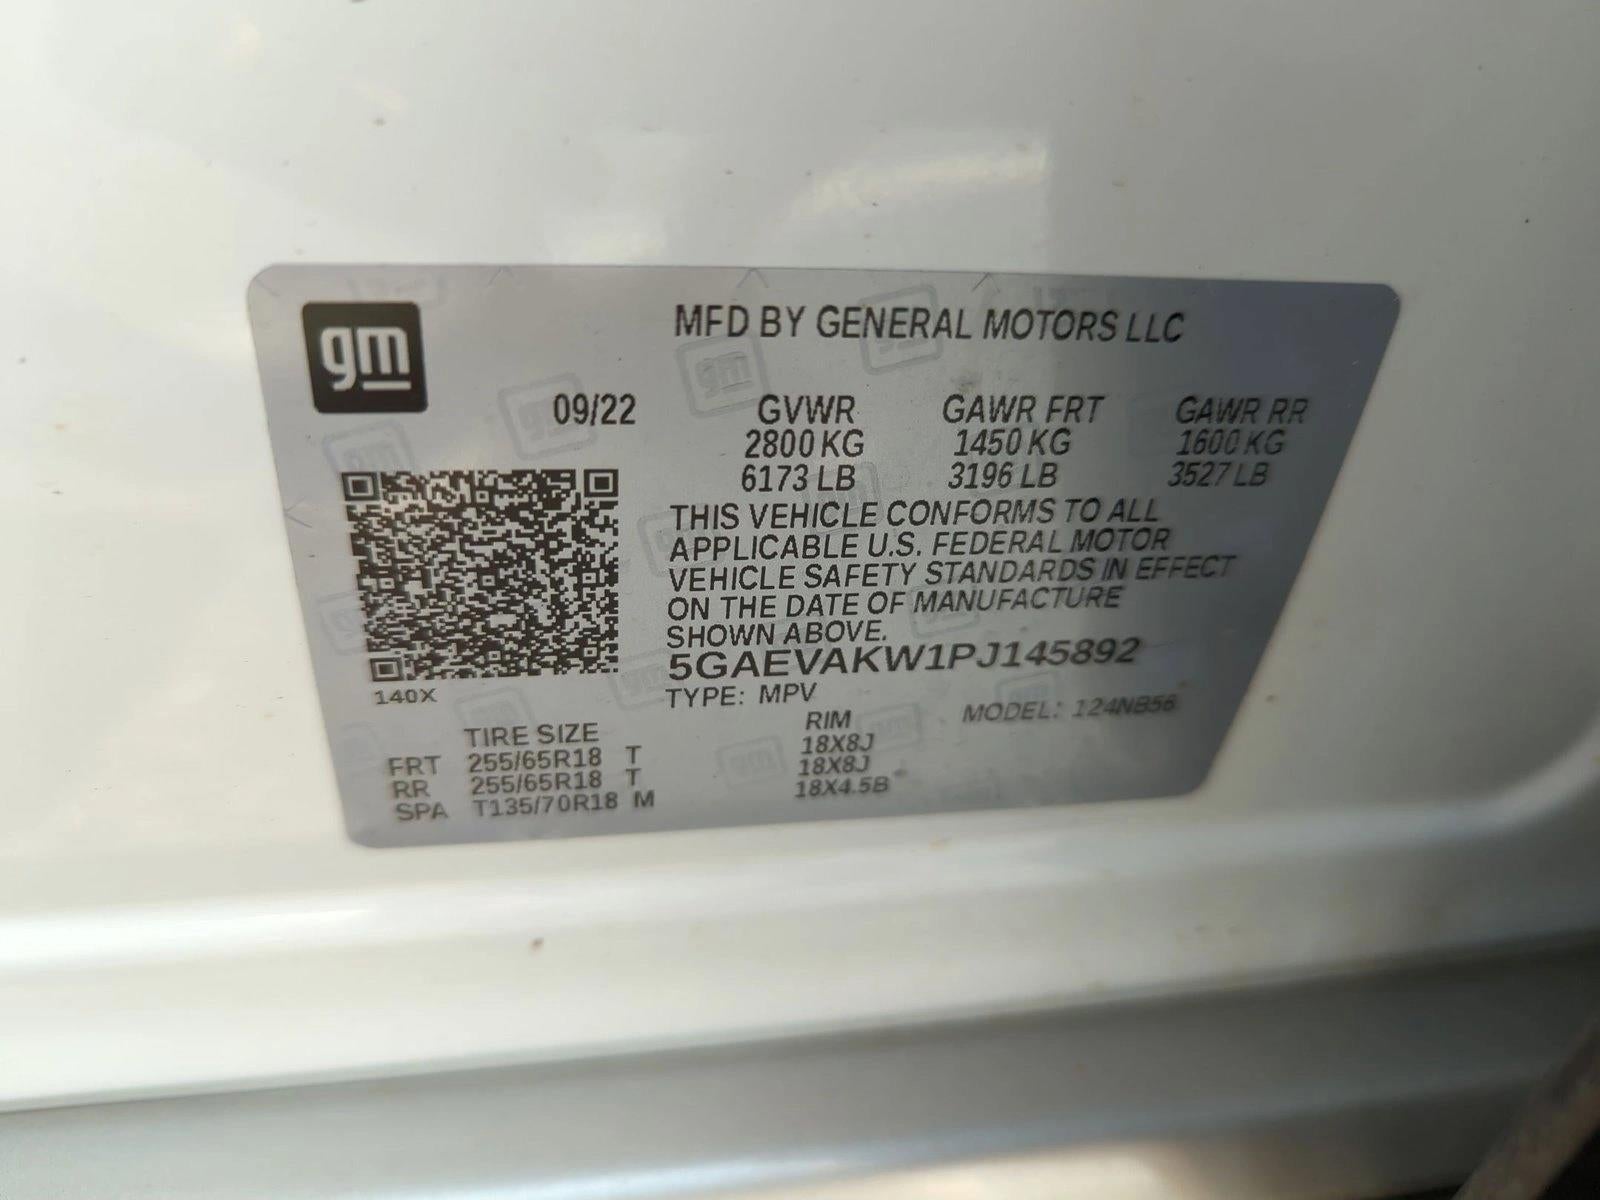 gm
MFD BY GENERAL MOTORS LLC
09/22 GVWR GAWR FRT GAWR RR
2800 KG 1450 KG 1600 KG
6173 LB 3196 LB 3527 LB
THIS VEHICLE CONFORMS TO ALL
APPLICABLE U.S. FEDERAL MOTOR
VEHICLE SAFETY STANDARDS IN EFFECT
ON THE DATE OF MANUFACTURE
SHOWN ABOVE.
5GAEVAKW1PJ145892
140X TYPE: MPV MODEL: 124NB56
TIRE SIZE RIM
FRT 255/65R18 T 18X8J
RR 255/65R18 T 18X8J
SPA T135/70R18 M 18X4.5B